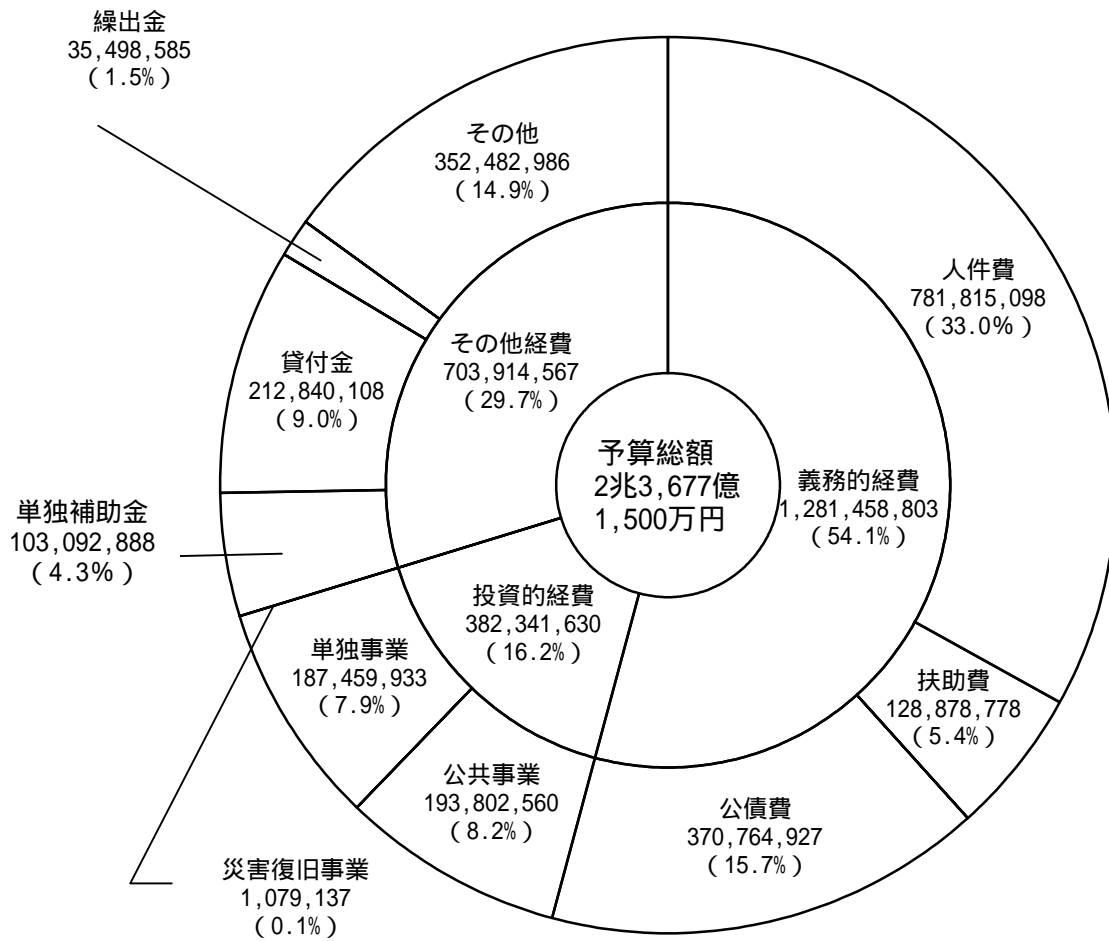 繰出金
35,498,585
(1.5%)
その他
352,482,986
(14.9%)
人件費
781,815,098
(33.0%)
その他経費
703,914,567
(29.7%)
貸付金
212,840,108
(9.0%)
予算総額
2兆3,677億
1,500万円
義務的経費
1,281,458,803
(54.1%)
単独補助金
103,092,888
(4.3%)
投資的経費
382,341,630
(16.2%)
単独事業
187,459,933
(7.9%)
扶助費
128,878,778
(5.4%)
公共事業
193,802,560
(8.2%)
公債費
370,764,927
(15.7%)
災害復旧事業
1,079,137
(0.1%)